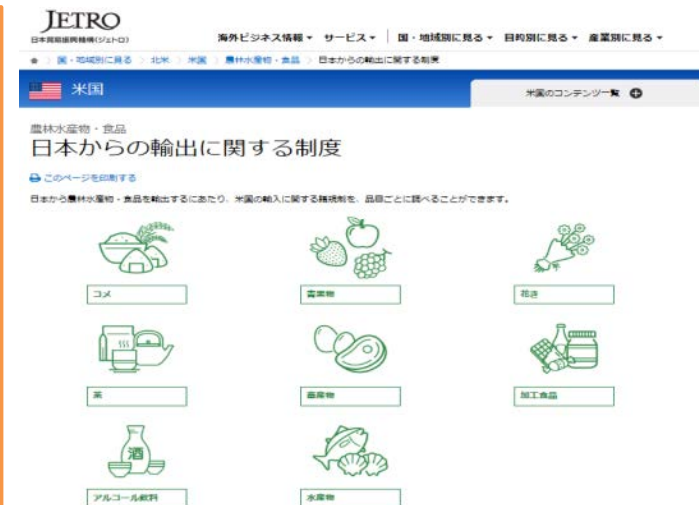 JETRO
日本貿易振興機構(ジェトロ)
海外ビジネス情報 サービス 国・地域別に見る 目的別に見る 産業別に見る
国・地域別に見る 北米 米国 農林水産物・食品 日本からの輸出に関する制度
米国
米国のコンテンツ一覧
農林水産物・食品
日本からの輸出に関する制度
このページを印刷する
日本から農林水産物・食品を輸出するにあたり、米国の輸入に関する諸規制を、品目ごとに調べることができます。
コメ
青果物
花き
茶
畜産物
加工食品
酒
アルコール飲料
水産物